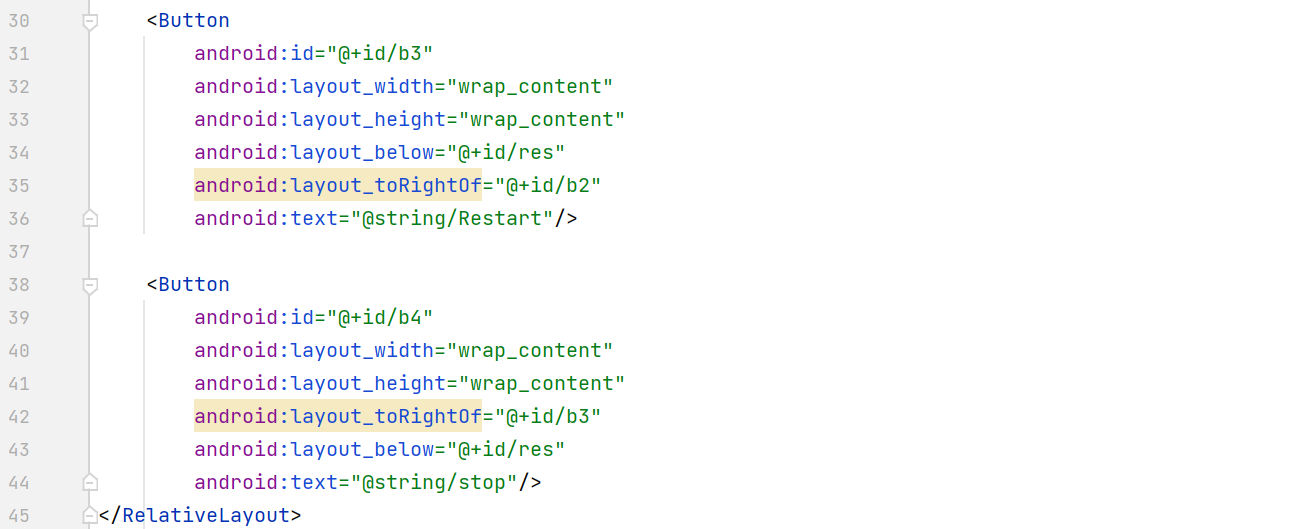 30     <Button
31         android:id="@+id/b3"
32         android:layout_width="wrap_content"
33         android:layout_height="wrap_content"
34         android:layout_below="@+id/res"
35         android:layout_toRightOf="@+id/b2"
36         android:text="@string/Restart"/>
37
38     <Button
39         android:id="@+id/b4"
40         android:layout_width="wrap_content"
41         android:layout_height="wrap_content"
42         android:layout_toRightOf="@+id/b3"
43         android:layout_below="@+id/res"
44         android:text="@string/stop"/>
45 </RelativeLayout>